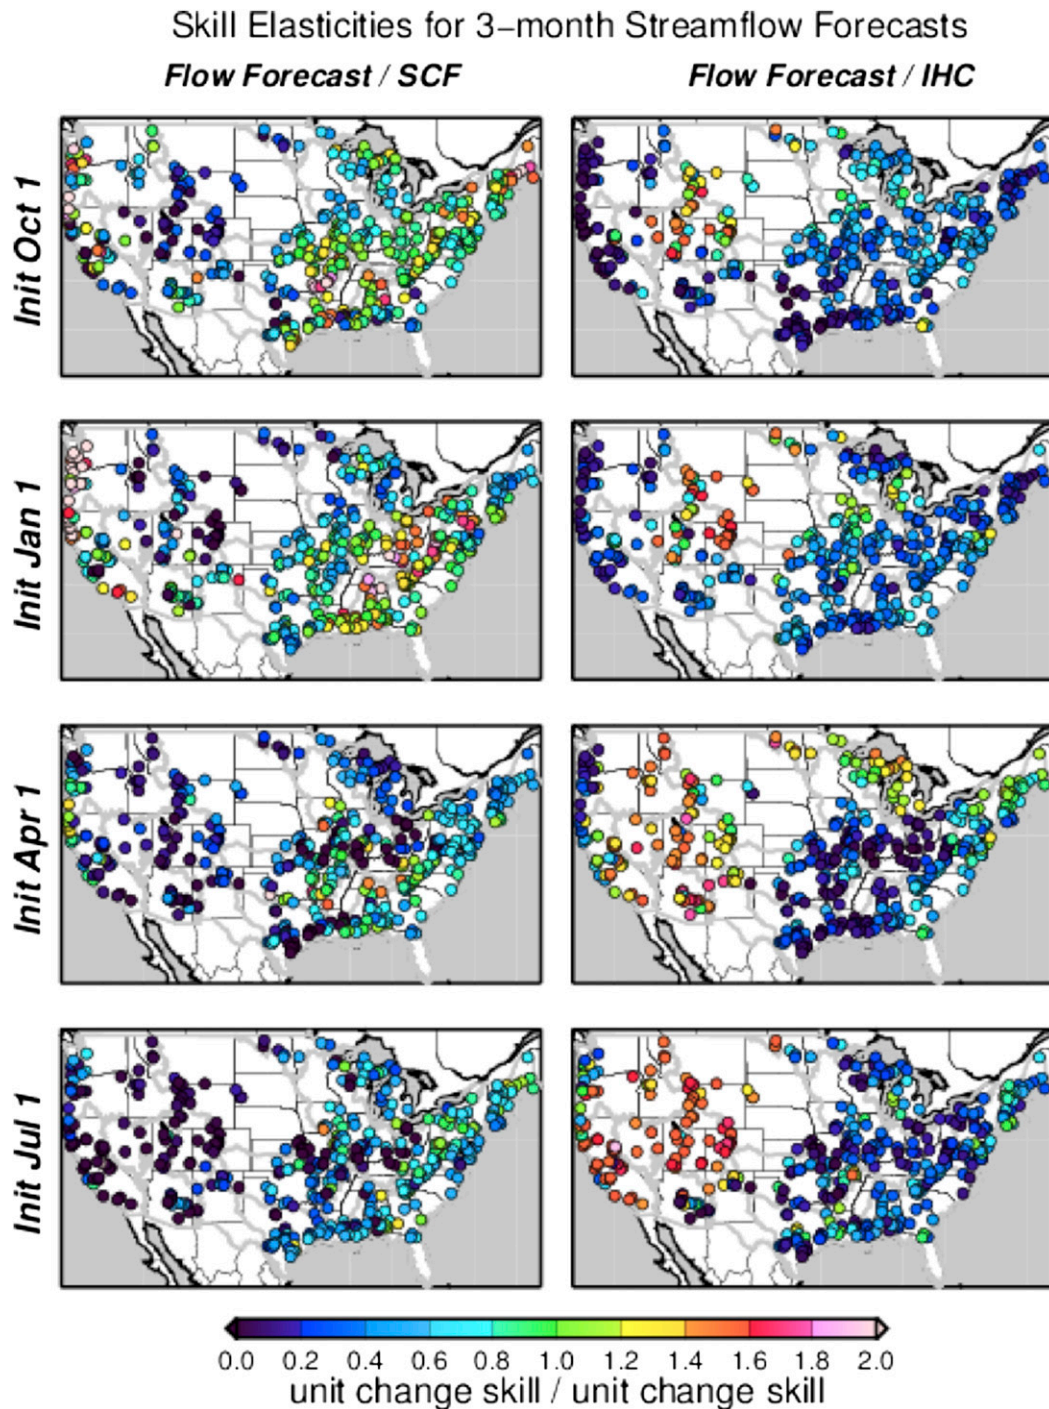 Skill Elasticities for 3−month Streamflow Forecasts
Flow Forecast / SCF
Flow Forecast / IHC
Init Oct 1
Init Jan 1
Init Apr 1
Init Jul 1
0.0 0.2 0.4 0.6 0.8 1.0 1.2 1.4 1.6 1.8 2.0
unit change skill / unit change skill